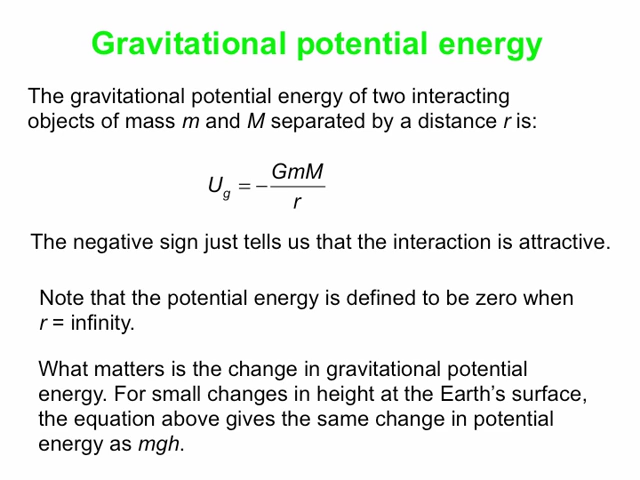 Gravitational potential energy
The gravitational potential energy of two interacting
objects of mass m and M separated by a distance r is:
U_g = − GmM / r
The negative sign just tells us that the interaction is attractive.
Note that the potential energy is defined to be zero when
r = infinity.
What matters is the change in gravitational potential
energy. For small changes in height at the Earth’s surface,
the equation above gives the same change in potential
energy as mgh.